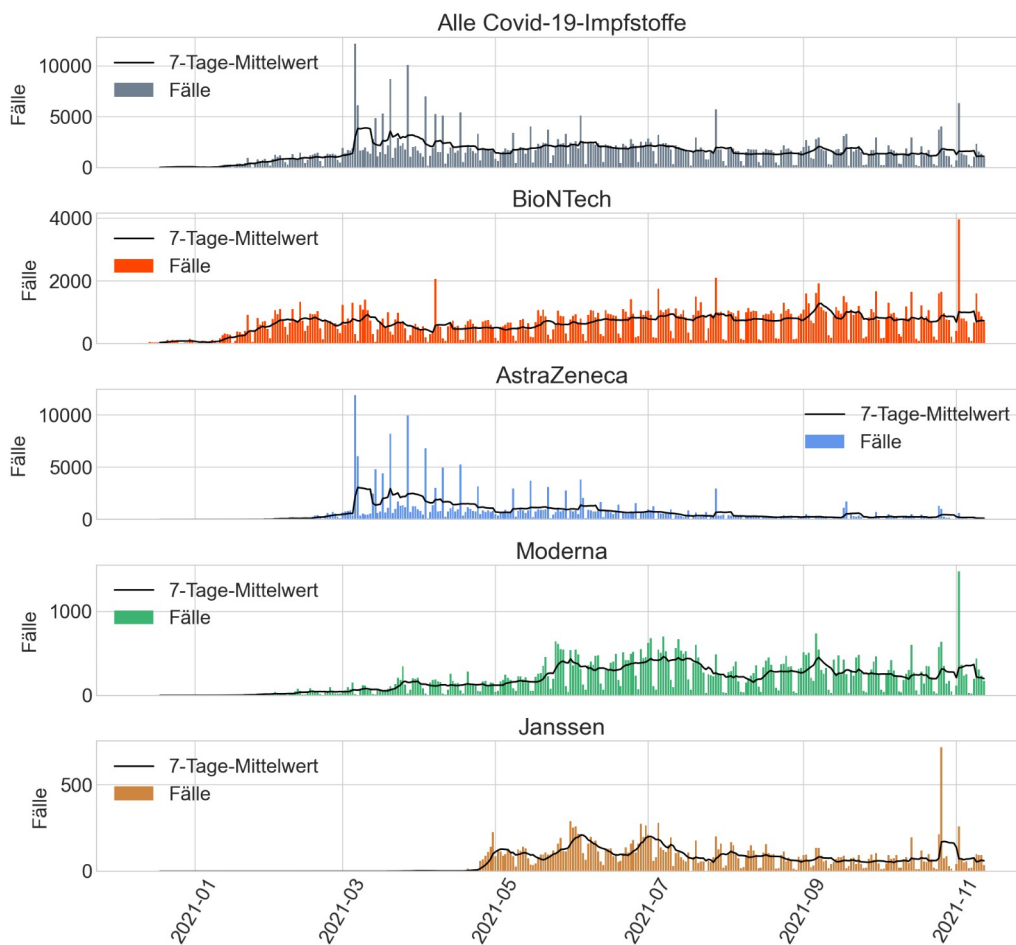 Alle Covid-19-Impfstoffe
Fälle
10000
5000
0
7-Tage-Mittelwert
Fälle
BioNTech
Fälle
4000
2000
0
7-Tage-Mittelwert
Fälle
AstraZeneca
Fälle
10000
5000
0
7-Tage-Mittelwert
Fälle
Moderna
Fälle
1000
0
7-Tage-Mittelwert
Fälle
Janssen
Fälle
500
0
7-Tage-Mittelwert
Fälle
2021-01
2021-03
2021-05
2021-07
2021-09
2021-11